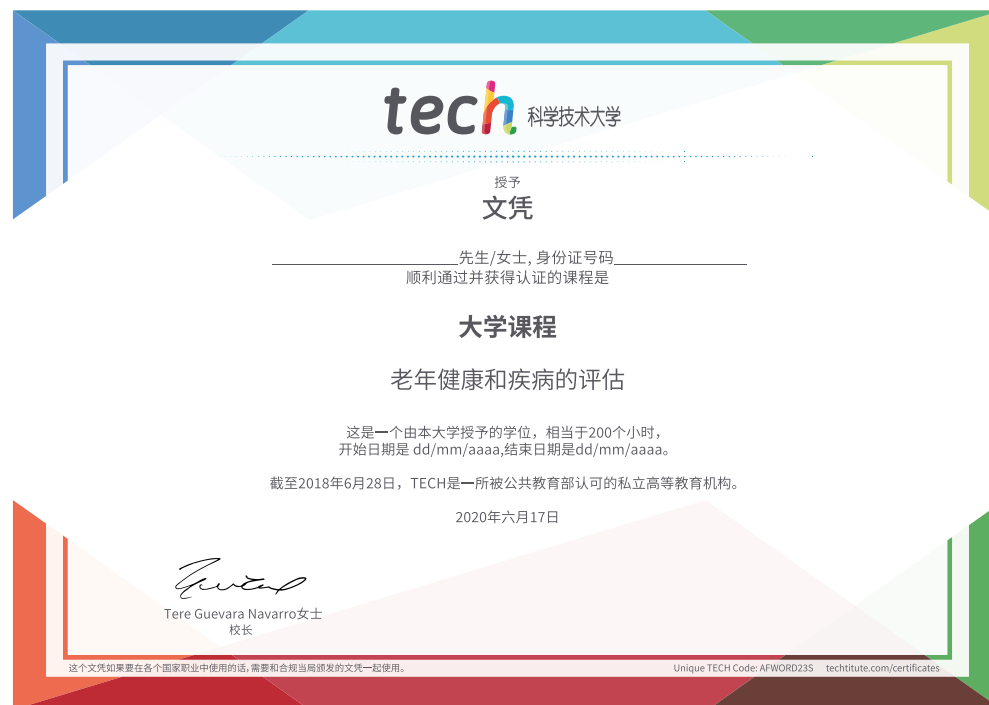 tech 科学技术大学
授予
文凭
______________________先生/女士, 身份证号码________________
顺利通过并获得认证的课程是
大学课程
老年健康和疾病的评估
这是一个由本大学授予的学位，相当于200个小时，
开始日期是 dd/mm/aaaa,结束日期是dd/mm/aaaa。
截至2018年6月28日，TECH是一所被公共教育部认可的私立高等教育机构。
2020年六月17日
Tere Guevara Navarro女士
校长
这个文凭如果要在各个国家职业中使用的话,需要和合规当局颁发的文凭一起使用。
Unique TECH Code: AFWORD23S techtitute.com/certificates